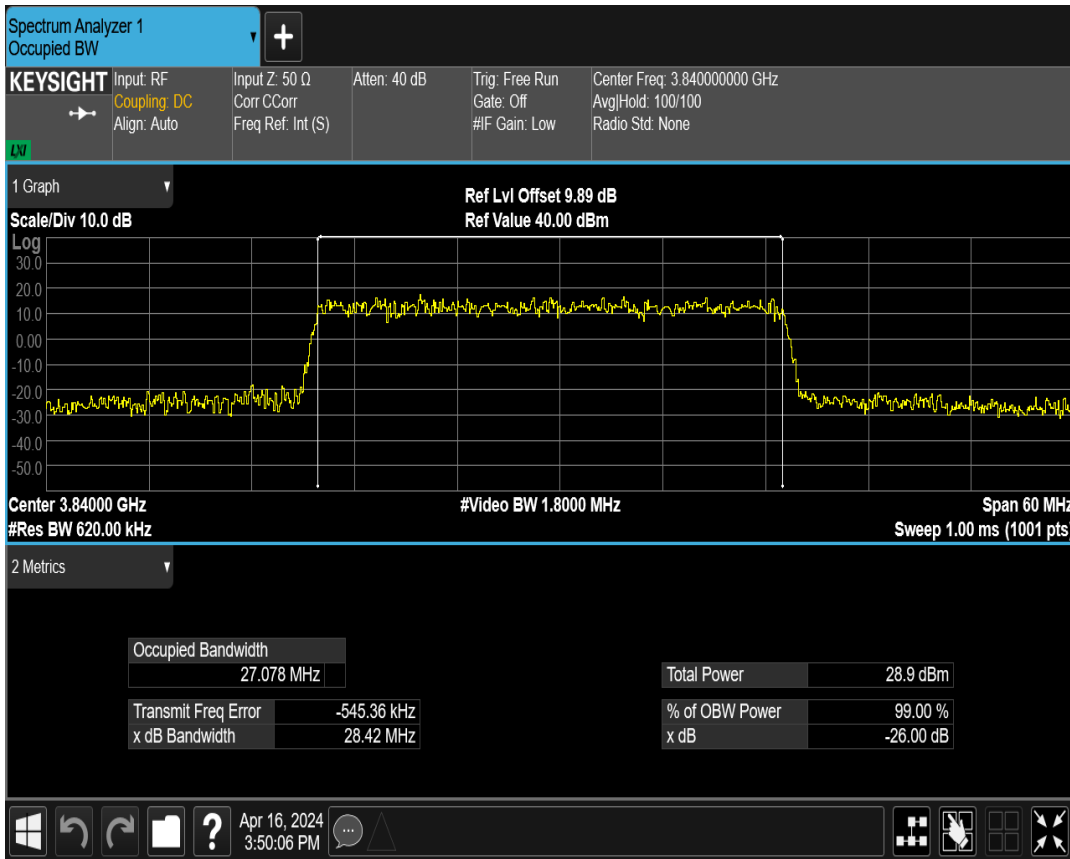 Spectrum Analyzer 1
Occupied BW
+
KEYSIGHT
LXI
Input: RF
Coupling: DC
Align: Auto
Input Z: 50 Ω
Corr CCorr
Freq Ref: Int (S)
Atten: 40 dB
Trig: Free Run
Gate: Off
#IF Gain: Low
Center Freq: 3.840000000 GHz
Avg|Hold: 100/100
Radio Std: None
1 Graph
Scale/Div 10.0 dB
Ref Lvl Offset 9.89 dB
Ref Value 40.00 dBm
Log
30.0
20.0
10.0
0.00
-10.0
-20.0
-30.0
-40.0
-50.0
Center 3.84000 GHz
#Video BW 1.8000 MHz
Span 60 MHz
#Res BW 620.00 kHz
Sweep 1.00 ms (1001 pts)
2 Metrics
Occupied Bandwidth
27.078 MHz
Total Power 28.9 dBm
Transmit Freq Error -545.36 kHz
% of OBW Power 99.00 %
x dB Bandwidth 28.42 MHz
x dB -26.00 dB
?
Apr 16, 2024
3:50:06 PM